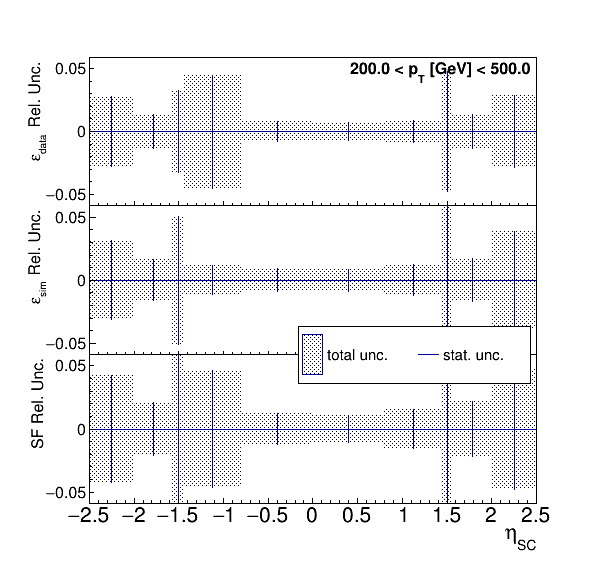 200.0 < p_T [GeV] < 500.0
ε_data Rel. Unc.
0.05
0
−0.05
ε_sim Rel. Unc.
0.05
0
−0.05
total unc. stat. unc.
SF Rel. Unc.
0.05
0
−0.05
−2.5 −2 −1.5 −1 −0.5 0 0.5 1 1.5 2 2.5
η_SC